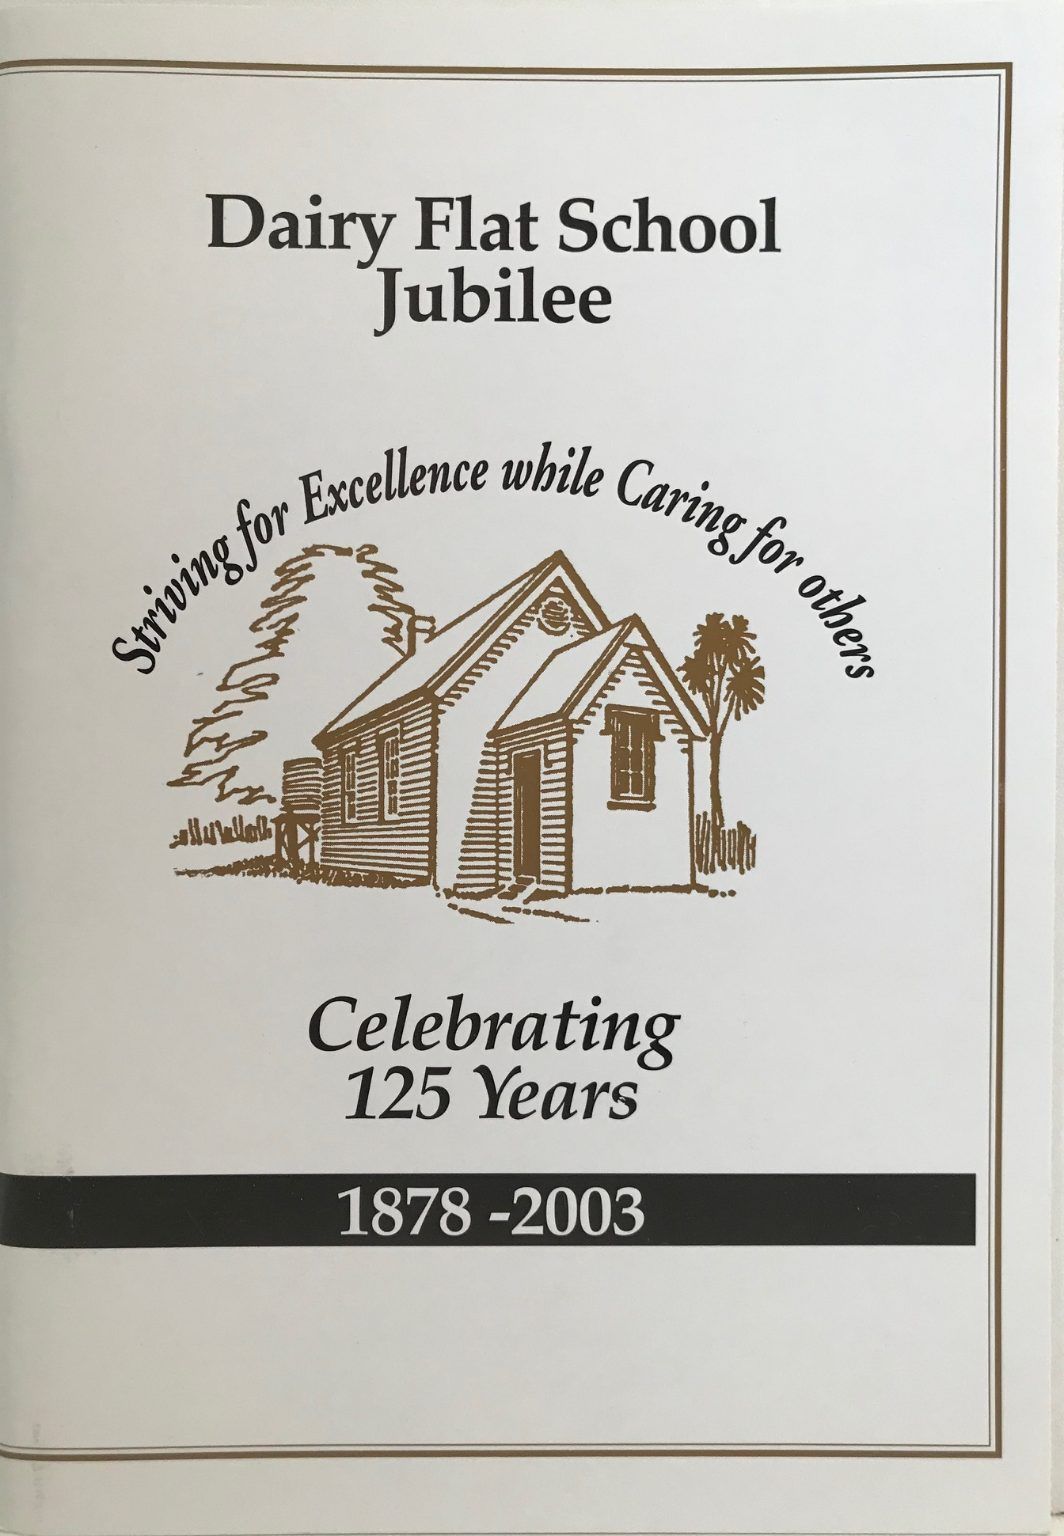 Dairy Flat School
Jubilee
Striving for Excellence while Caring for others
Celebrating
125 Years
1878 -2003